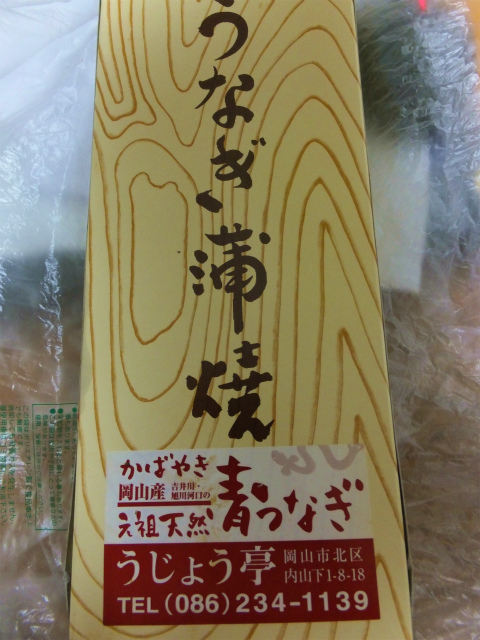 うなぎ蒲焼
かばやき
岡山産
吉井川・
旭川河口の
元祖天然
青うなぎ
うじょう亭
岡山市北区
内山下1-8-18
TEL (086) 234-1139